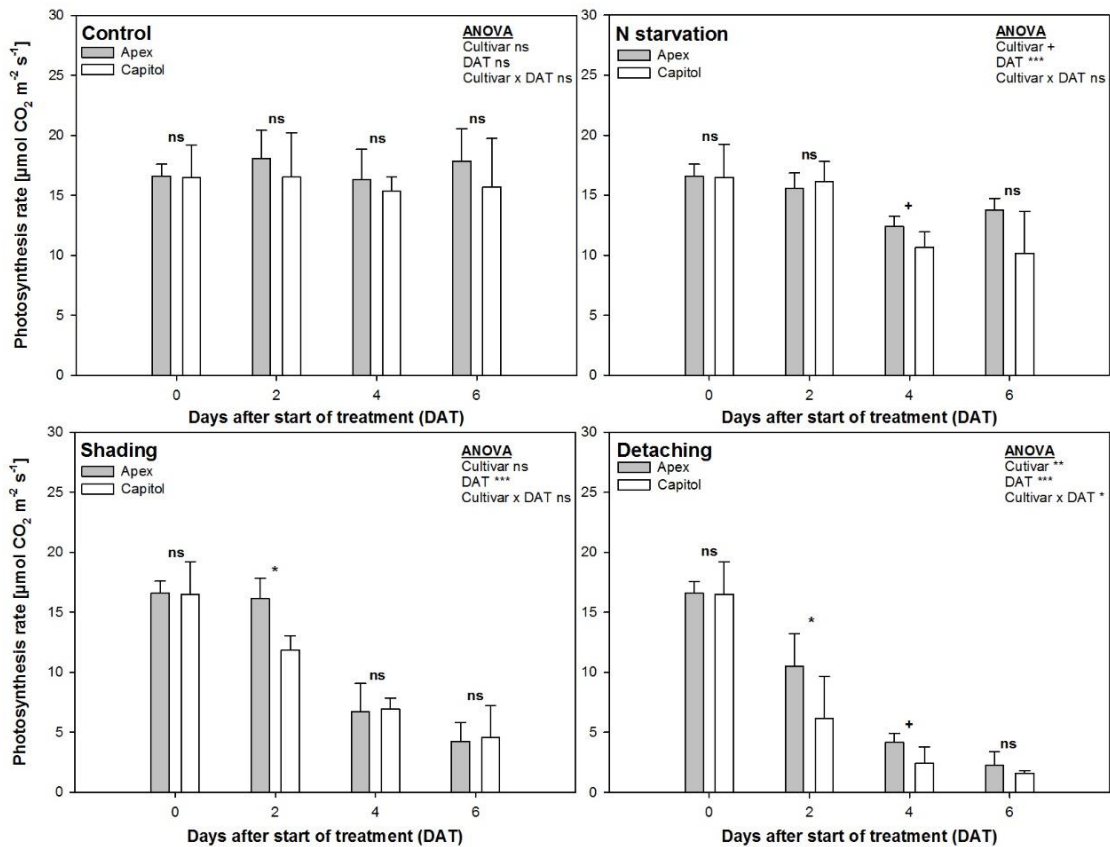 Control
Apex
Capitol
ANOVA
Cultivar ns
DAT ns
Cultivar x DAT ns
30
25
20
15
10
5
0
ns
ns
ns
ns
0
2
4
6
Photosynthesis rate [µmol CO2 m-2 s-1]
Days after start of treatment (DAT)
N starvation
Apex
Capitol
ANOVA
Cultivar +
DAT ***
Cultivar x DAT ns
30
25
20
15
10
5
0
ns
ns
+
ns
0
2
4
6
Days after start of treatment (DAT)
Shading
Apex
Capitol
ANOVA
Cultivar ns
DAT ***
Cultivar x DAT ns
30
25
20
15
10
5
0
ns
*
ns
ns
0
2
4
6
Photosynthesis rate [µmol CO2 m-2 s-1]
Days after start of treatment (DAT)
Detaching
Apex
Capitol
ANOVA
Cutivar **
DAT ***
Cultivar x DAT *
30
25
20
15
10
5
0
ns
*
+
ns
0
2
4
6
Days after start of treatment (DAT)